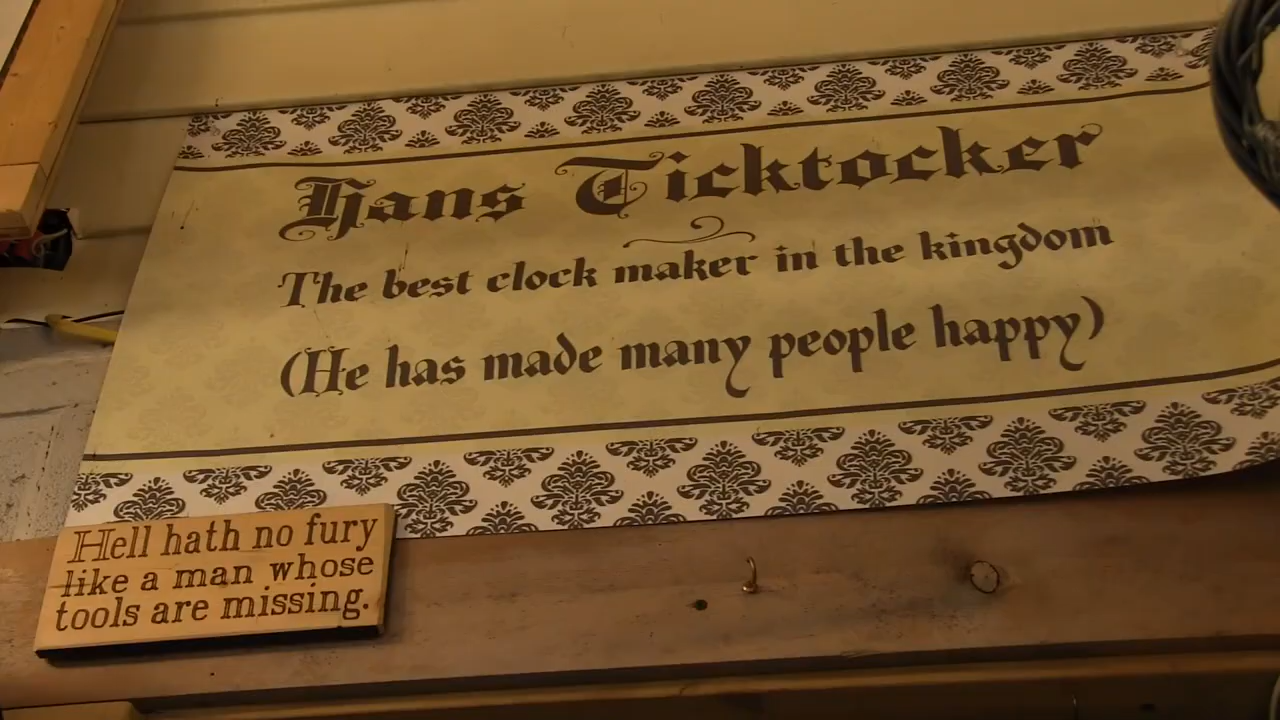 Hans Ticktocker
The best clock maker in the kingdom
(He has made many people happy)
Hell hath no fury
like a man whose
tools are missing.